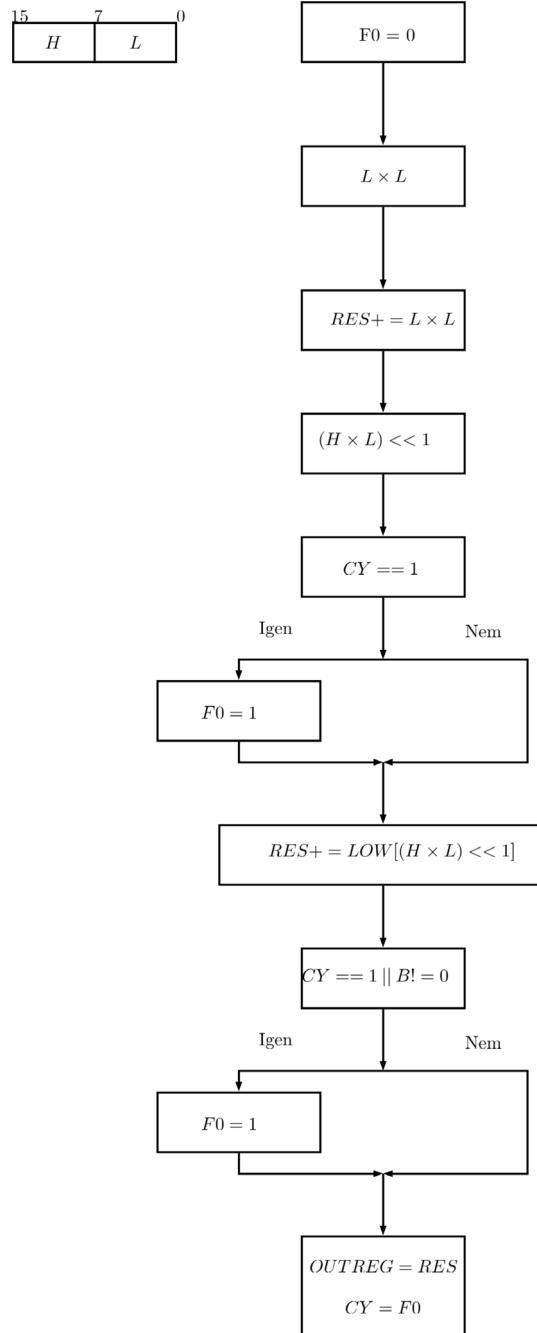 15 7 0
H L
F0 = 0
L × L
RES+ = L × L
(H × L) << 1
CY == 1
Igen Nem
F0 = 1
RES+ = LOW[(H × L) << 1]
CY == 1 || B! = 0
Igen Nem
F0 = 1
OUTREG = RES
CY = F0